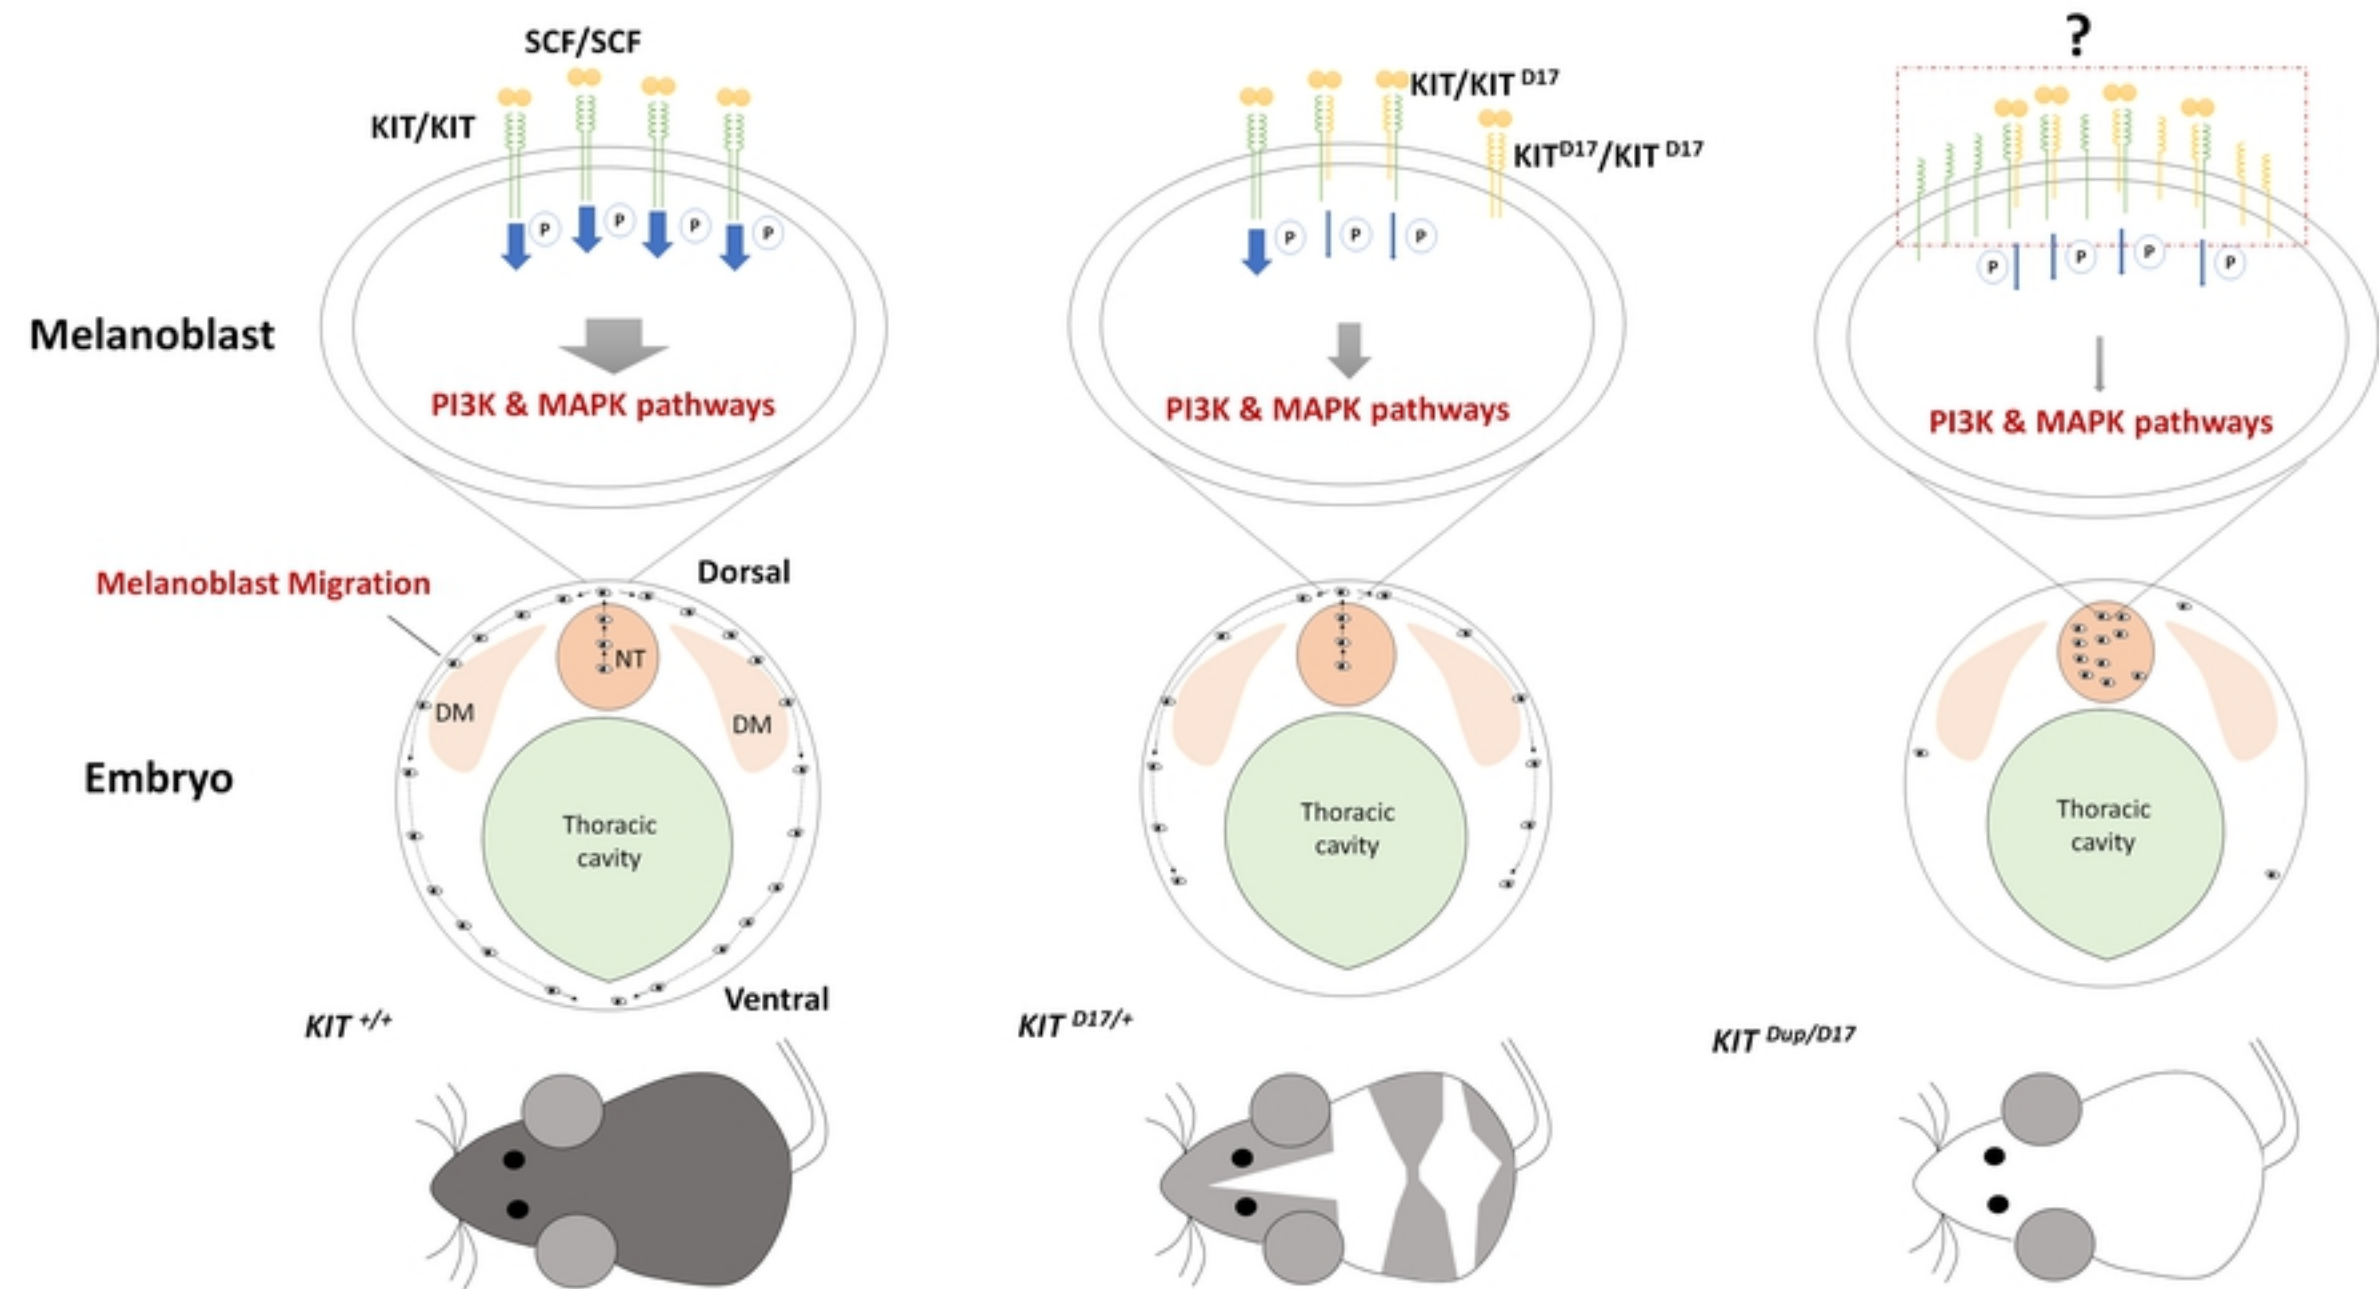 SCF/SCF
KIT/KIT
P
P
P
P
PI3K & MAPK pathways
KIT/KIT D17
KITD17/KIT D17
P
P
P
PI3K & MAPK pathways
?
P
P
P
P
PI3K & MAPK pathways
Melanoblast
Melanoblast Migration
Dorsal
NT
DM
DM
Embryo
Thoracic
cavity
Thoracic
cavity
Thoracic
cavity
Ventral
KIT +/+
KIT D17/+
KIT Dup/D17